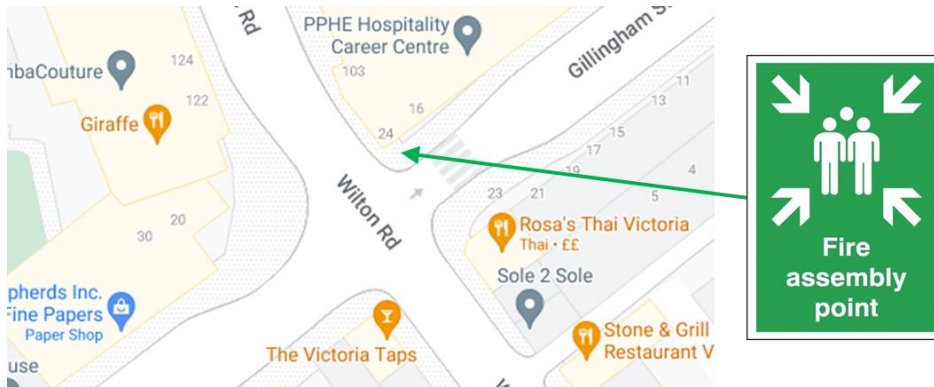 Rd
PPHE Hospitality
Career Centre
Gillingham S
nbaCouture
124
103
122
Giraffe
16
24
11
13
15
17
19
4
5
21
23
Wilton Rd
20
30
Rosa's Thai Victoria
Thai • ££
Sole 2 Sole
pherds Inc.
Fine Papers
Paper Shop
The Victoria Taps
Stone & Grill
Restaurant V
use
W
Fire
assembly
point